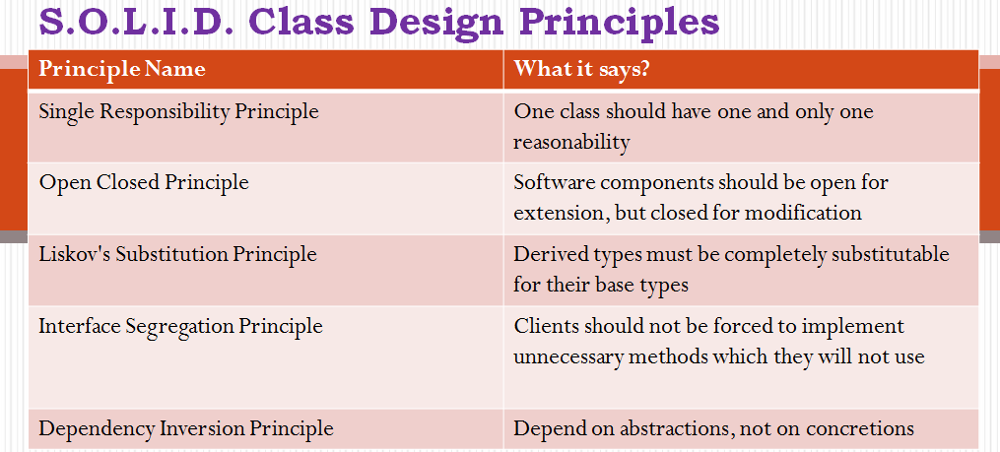 S.O.L.I.D. Class Design Principles
Principle Name
What it says?
Single Responsibility Principle
One class should have one and only one
reasonability
Open Closed Principle
Software components should be open for
extension, but closed for modification
Liskov's Substitution Principle
Derived types must be completely substitutable
for their base types
Interface Segregation Principle
Clients should not be forced to implement
unnecessary methods which they will not use
Dependency Inversion Principle
Depend on abstractions, not on concretions